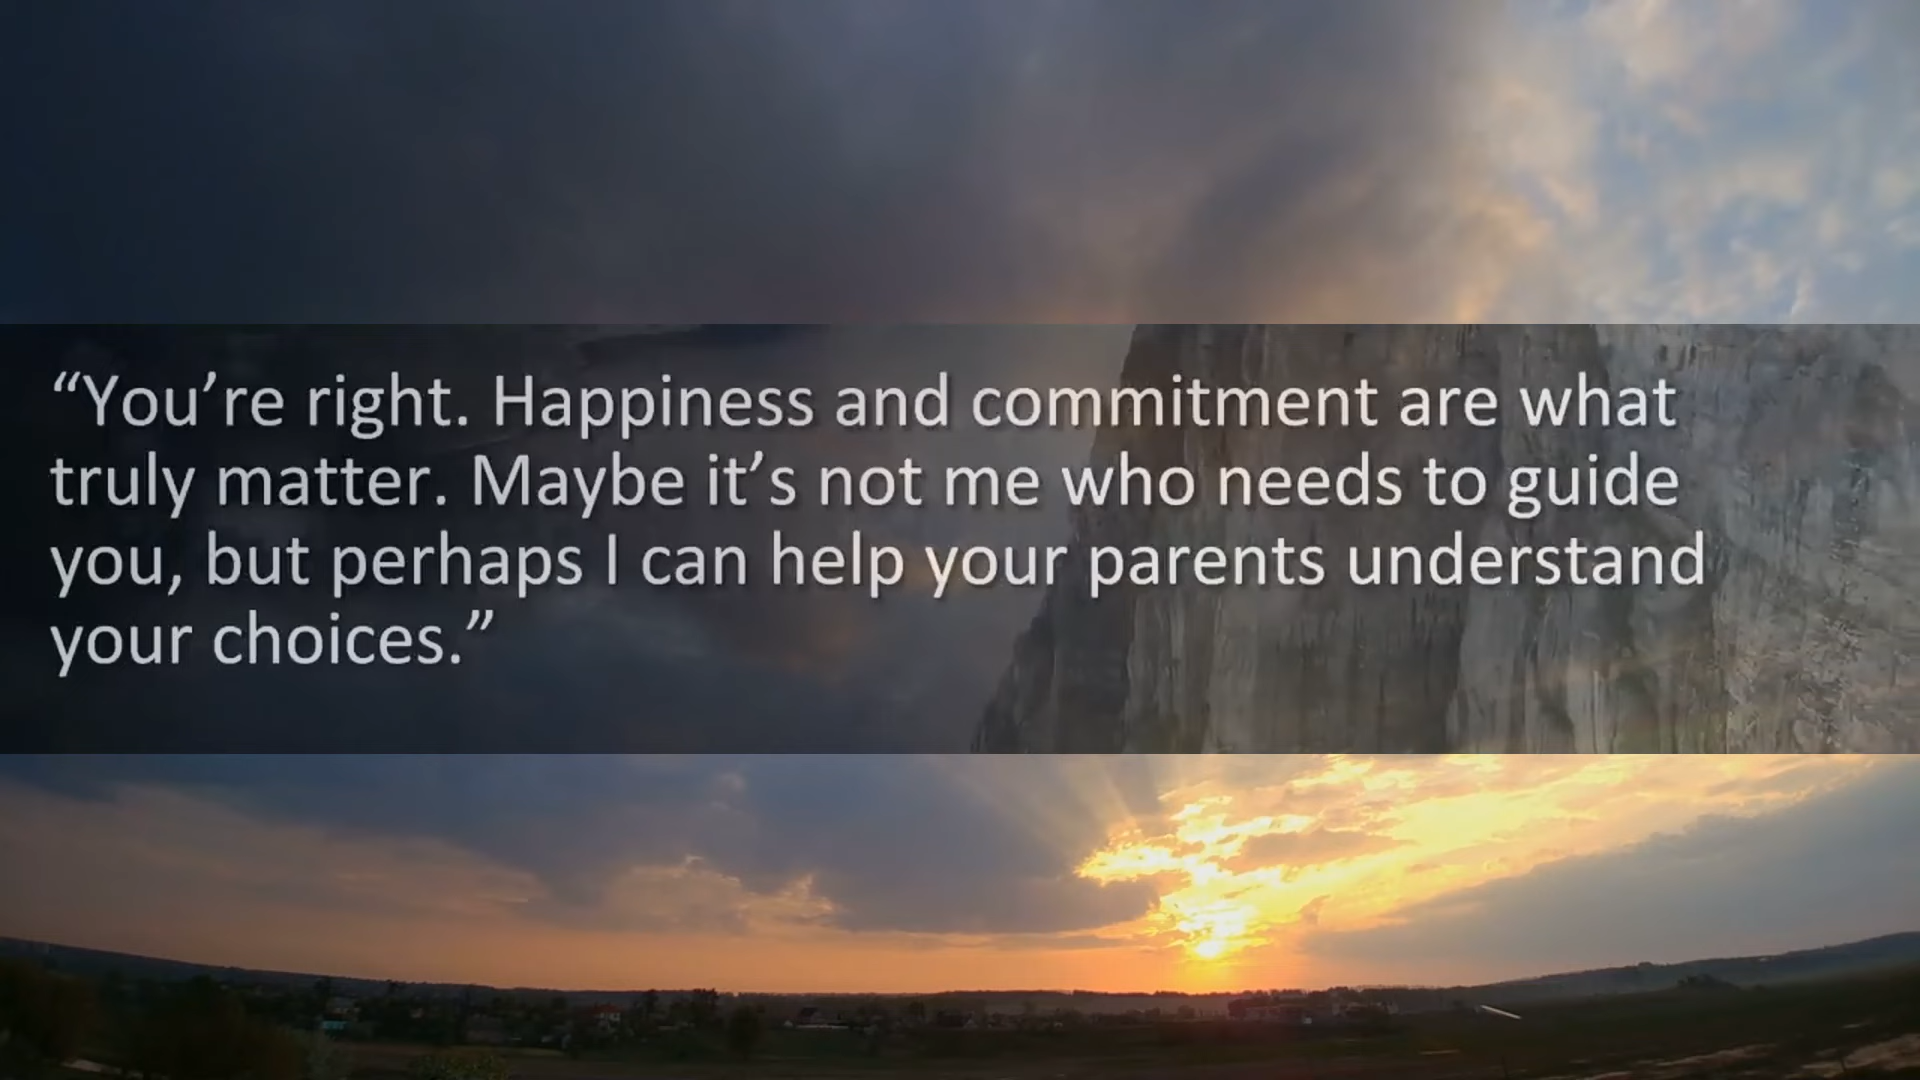 “You’re right. Happiness and commitment are what
truly matter. Maybe it’s not me who needs to guide
you, but perhaps I can help your parents understand
your choices.”